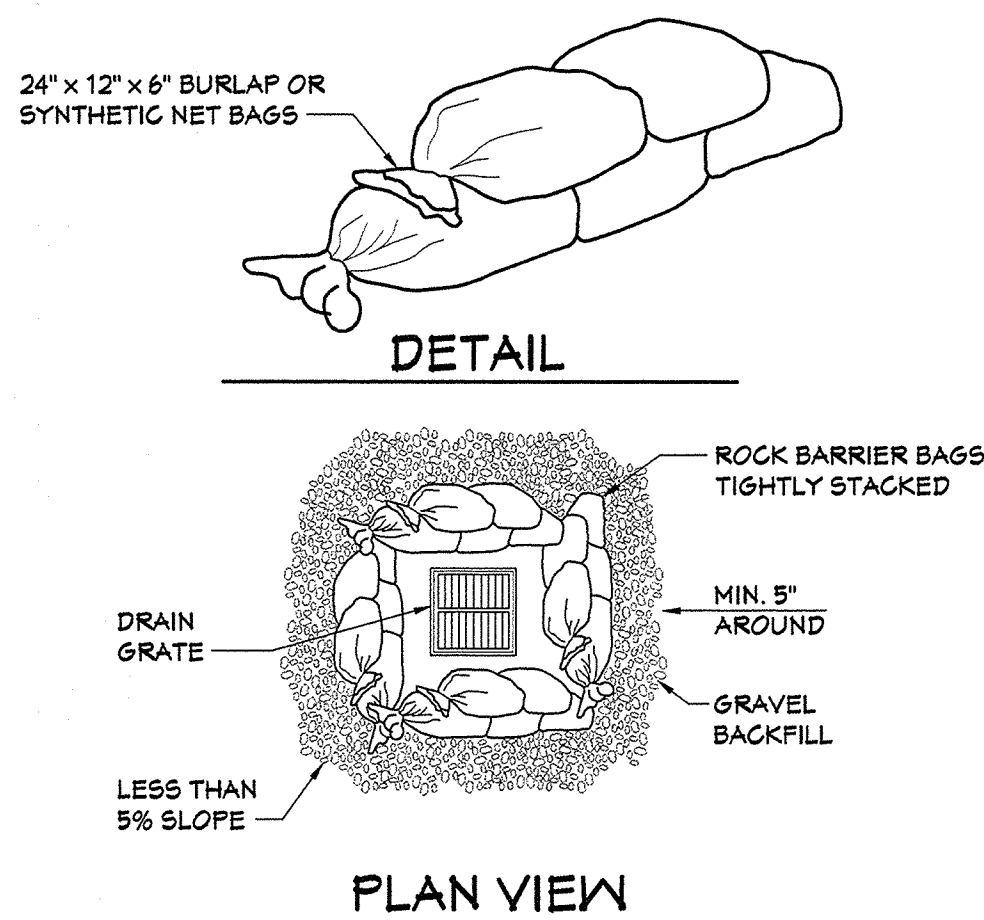 24" x 12" x 6" BURLAP OR
SYNTHETIC NET BAGS
DETAIL
ROCK BARRIER BAGS
TIGHTLY STACKED
DRAIN
GRATE
MIN. 5"
AROUND
GRAVEL
BACKFILL
LESS THAN
5% SLOPE
PLAN VIEW